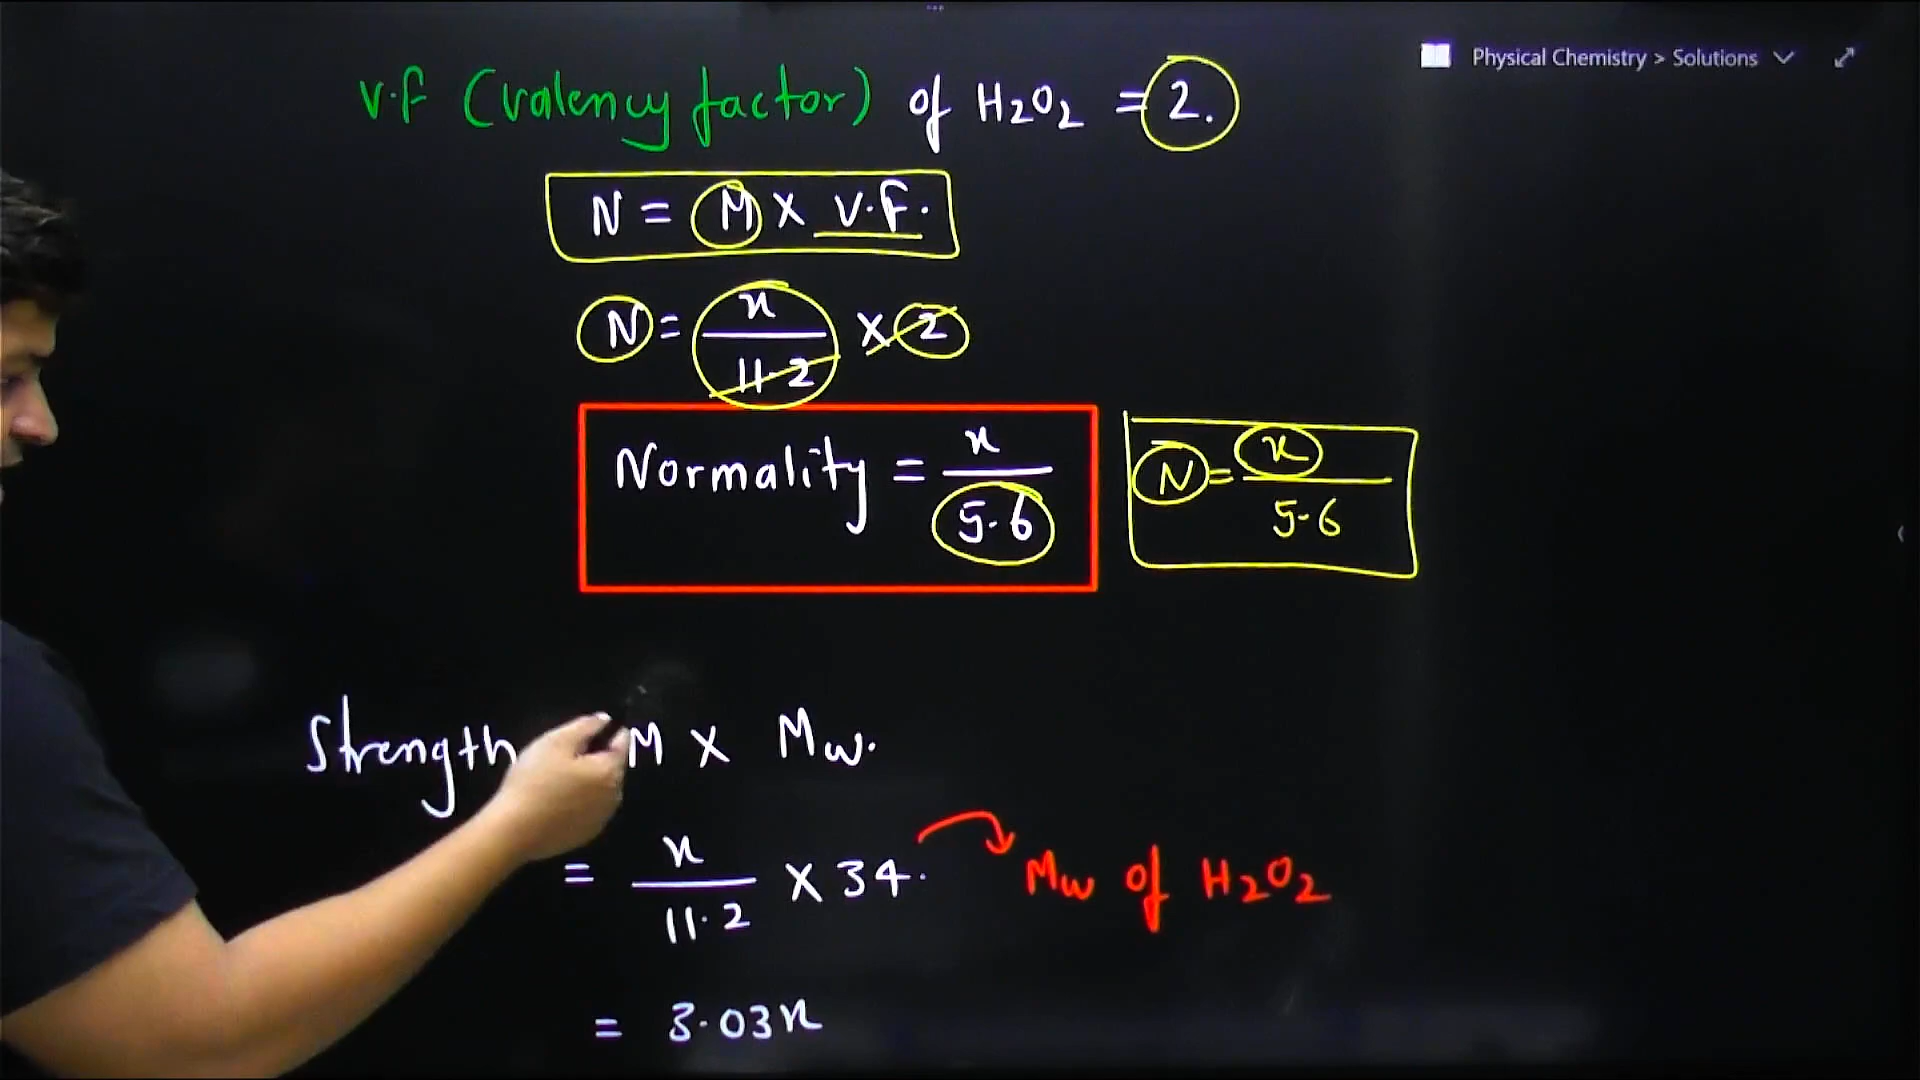 Physical Chemistry > Solutions
V.f (Valency factor) of H₂O₂ = 2.
N = M × V.f.
N = x/11.2 × 2
Normality = x/5.6
N = x/5.6
Strength M × Mw.
= x/11.2 × 34. Mw of H₂O₂
= 3.03x